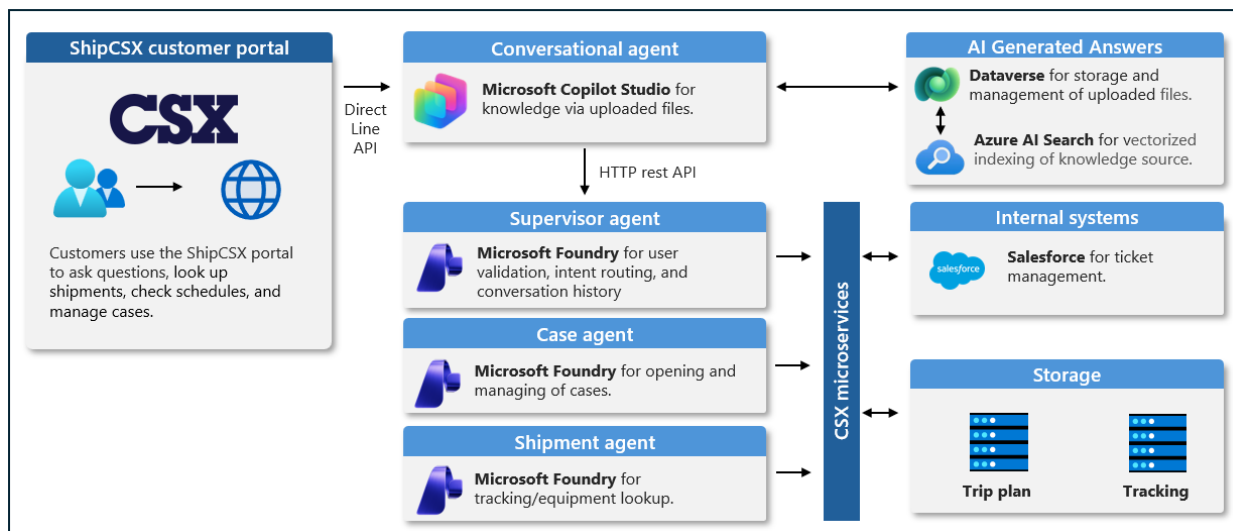 ShipCSX customer portal
CSX
Customers use the ShipCSX portal
to ask questions, look up
shipments, check schedules, and
manage cases.
Direct
Line
API
Conversational agent
Microsoft Copilot Studio for
knowledge via uploaded files.
HTTP rest API
AI Generated Answers
Dataverse for storage and
management of uploaded files.
Azure AI Search for vectorized
indexing of knowledge source.
Supervisor agent
Microsoft Foundry for user
validation, intent routing, and
conversation history
Case agent
Microsoft Foundry for opening and
managing of cases.
Shipment agent
Microsoft Foundry for
tracking/equipment lookup.
CSX microservices
Internal systems
salesforce
Salesforce for ticket
management.
Storage
Trip plan
Tracking